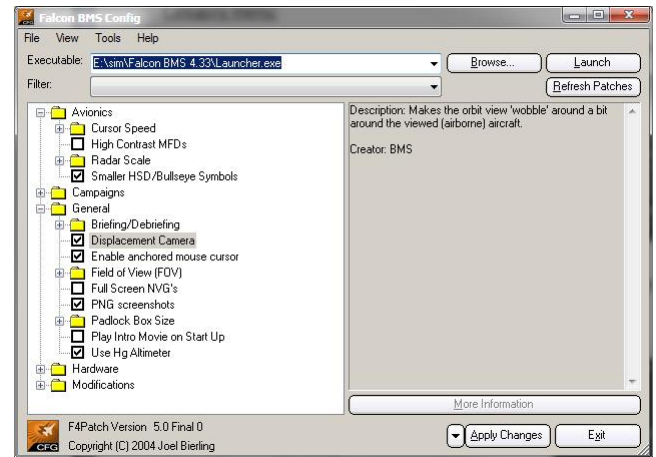 Falcon BMS Config
File View Tools Help
Executable: E:\sim\Falcon BMS 4.33\Launcher.exe Browse... Launch
Filter: Refresh Patches
Avionics
Cursor Speed
High Contrast MFDs
Radar Scale
Smaller HSD/Bullseye Symbols
Campaigns
General
Briefing/Debriefing
Displacement Camera
Enable anchored mouse cursor
Field of View (FOV)
Full Screen NVG's
PNG screenshots
Padlock Box Size
Play Intro Movie on Start Up
Use Hg Altimeter
Hardware
Modifications
Description: Makes the orbit view 'wobble' around a bit
around the viewed (airborne) aircraft.
Creator: BMS
More Information
CFG
F4Patch Version 5.0 Final 0
Copyright (C) 2004 Joel Bierling
Apply Changes Exit